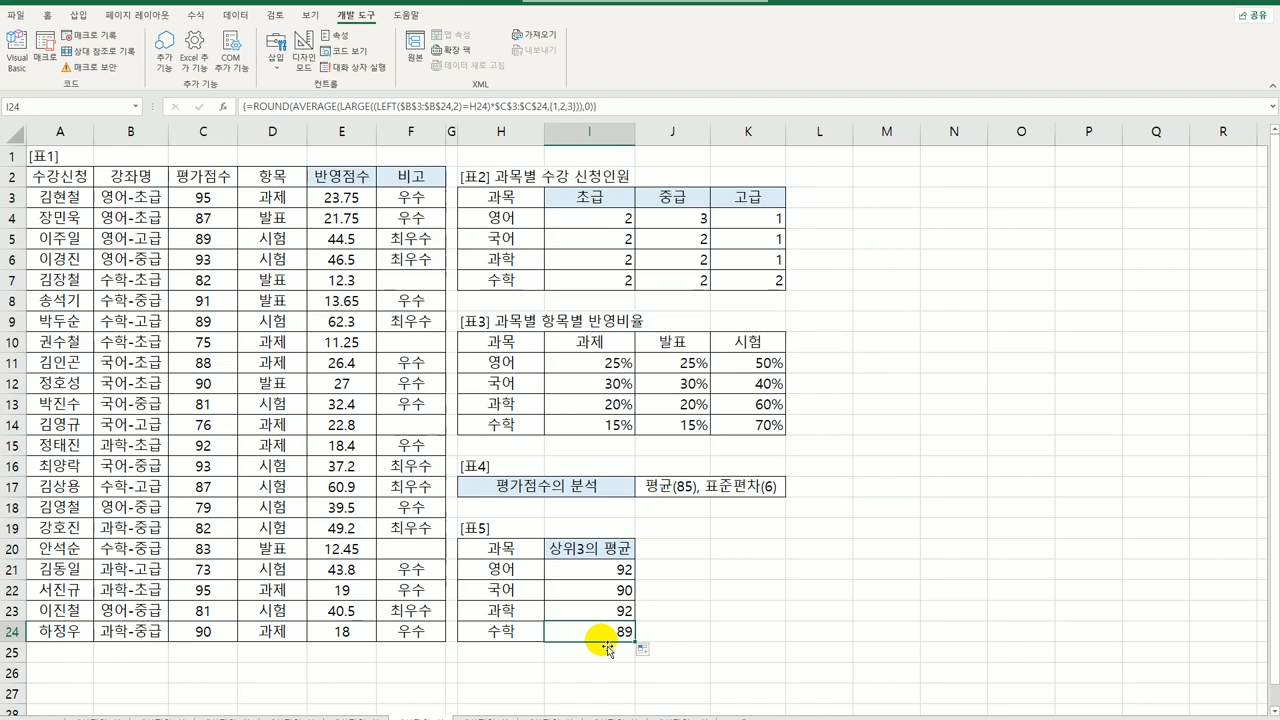 파일 홈 삽입 페이지 레이아웃 수식 데이터 검토 보기 개발 도구 도움말 공유
Visual Basic
매크로
매크로 기록
상대 참조로 기록
매크로 보안
코드
추가 기능
Excel 추가 기능
COM 추가 기능
추가 기능
삽입
디자인 모드
속성
코드 보기
대화 상자 실행
컨트롤
원본
맵 속성
확장 팩
데이터 새로 고침
가져오기
내보내기
XML
I24 fx {=ROUND(AVERAGE(LARGE((LEFT($B$3:$B$24,2)=H24)*$C$3:$C$24,{1,2,3})),0)}
A B C D E F G H I J K L M N O P Q R
1 [표1]
2 수강신청 강좌명 평가점수 항목 반영점수 비고 [표2] 과목별 수강 신청인원
3 김현철 영어-초급 95 과제 23.75 우수 과목 초급 중급 고급
4 장민욱 영어-초급 87 발표 21.75 우수 영어 2 3 1
5 이주일 영어-고급 89 시험 44.5 최우수 국어 2 2 1
6 이경진 영어-중급 93 시험 46.5 최우수 과학 2 2 1
7 김장철 수학-초급 82 발표 12.3 수학 2 2 2
8 송석기 수학-중급 91 발표 13.65 우수
9 박두순 수학-고급 89 시험 62.3 최우수 [표3] 과목별 항목별 반영비율
10 권수철 수학-초급 75 과제 11.25 과목 과제 발표 시험
11 김인곤 국어-중급 88 과제 26.4 우수 영어 25% 25% 50%
12 정호성 국어-초급 90 발표 27 우수 국어 30% 30% 40%
13 박진수 국어-중급 81 시험 32.4 우수 과학 20% 20% 60%
14 김영규 국어-고급 76 과제 22.8 수학 15% 15% 70%
15 정태진 과학-초급 92 과제 18.4 우수
16 최양락 국어-중급 93 시험 37.2 최우수 [표4]
17 김상용 수학-고급 87 시험 60.9 최우수 평가점수의 분석 평균(85), 표준편차(6)
18 김영철 영어-중급 79 시험 39.5 우수
19 강호진 과학-중급 82 시험 49.2 최우수 [표5]
20 안석순 수학-중급 83 발표 12.45 과목 상위3의 평균
21 김동일 과학-고급 73 시험 43.8 우수 영어 92
22 서진규 과학-초급 95 과제 19 우수 국어 90
23 이진철 영어-중급 81 시험 40.5 최우수 과학 92
24 하정우 과학-중급 90 과제 18 우수 수학 89
25
26
27
28